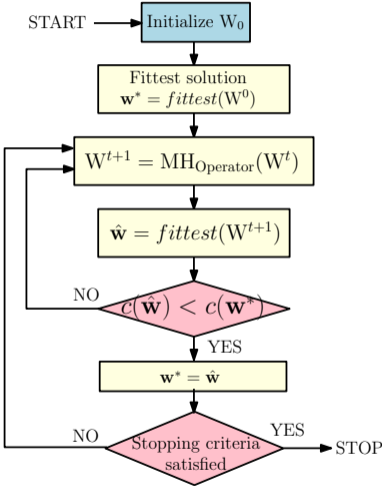 START
Initialize W₀
Fittest solution
w* = fittest(W⁰)
Wᵗ⁺¹ = MH_Operator(Wᵗ)
ŵ = fittest(Wᵗ⁺¹)
c(ŵ) < c(w*)
NO
YES
w* = ŵ
NO
Stopping criteria
satisfied
YES
STOP